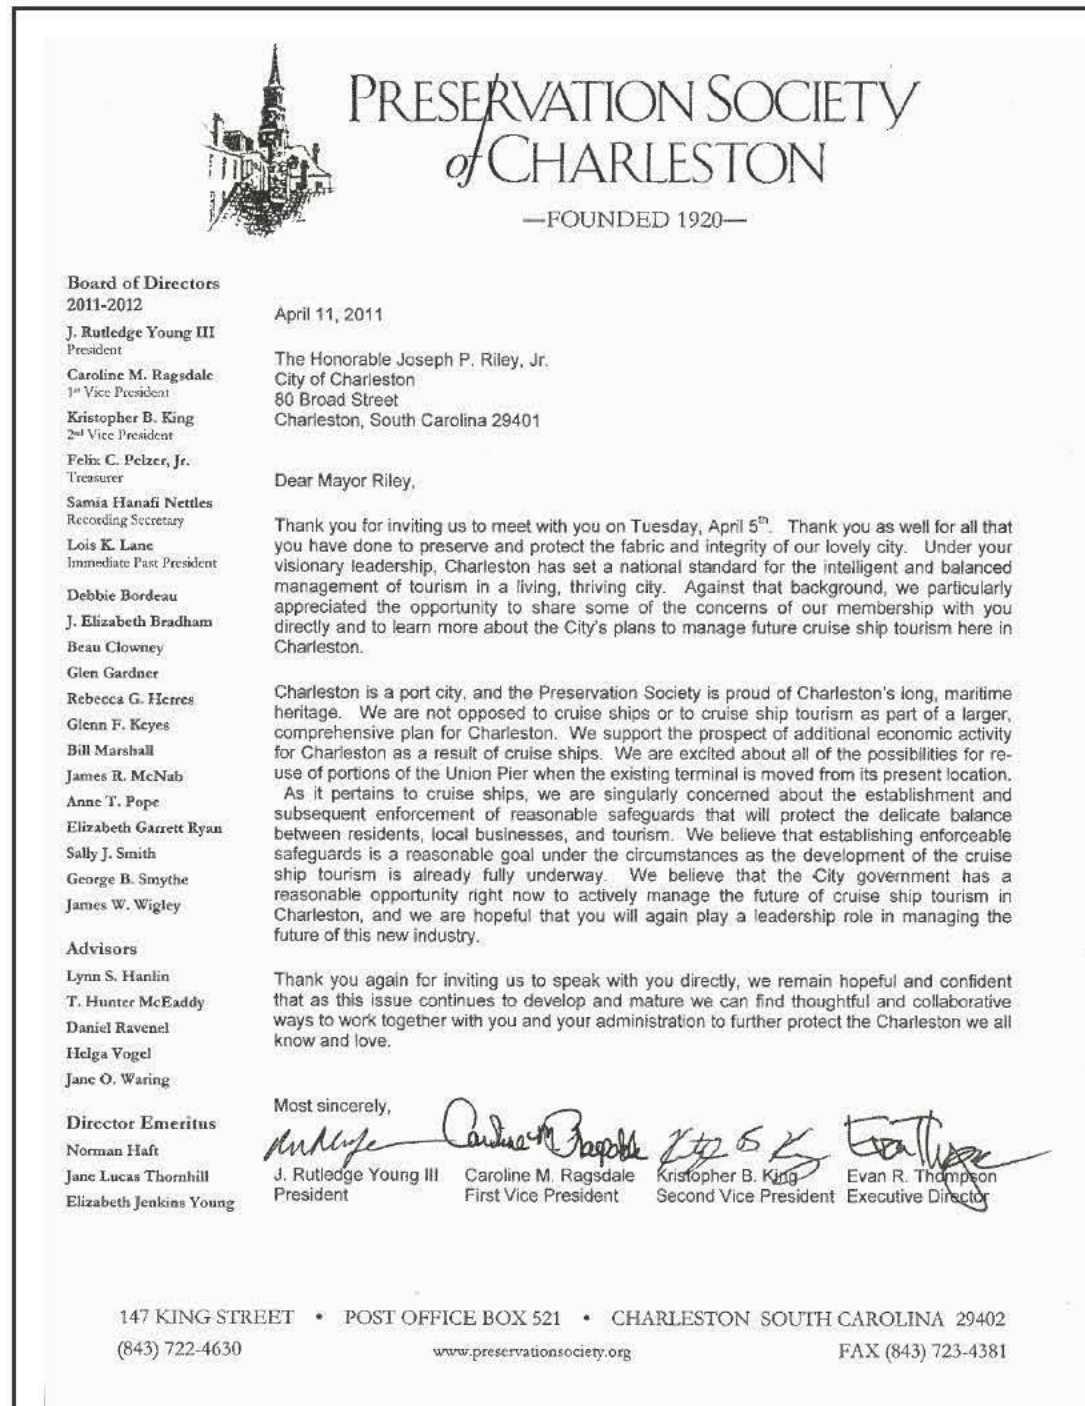 PRESERVATION SOCIETY
of CHARLESTON
—FOUNDED 1920—
Board of Directors
2011-2012
J. Rutledge Young III
President
Caroline M. Ragsdale
1st Vice President
Kristopher B. King
2nd Vice President
Felix C. Pelzer, Jr.
Treasurer
Samia Hanafi Nettles
Recording Secretary
Lois K. Lane
Immediate Past President
Debbie Bordeau
J. Elizabeth Bradham
Beau Clowney
Glen Gardner
Rebecca G. Herres
Glenn F. Keyes
Bill Marshall
James R. McNab
Anne T. Pope
Elizabeth Garrett Ryan
Sally J. Smith
George B. Smythe
James W. Wigley
Advisors
Lynn S. Hanlin
T. Hunter McEaddy
Daniel Ravenel
Helga Vogel
Jane O. Waring
Director Emeritus
Norman Haft
Jane Lucas Thornhill
Elizabeth Jenkins Young
April 11, 2011
The Honorable Joseph P. Riley, Jr.
City of Charleston
80 Broad Street
Charleston, South Carolina 29401
Dear Mayor Riley,
Thank you for inviting us to meet with you on Tuesday, April 5th. Thank you as well for all that
you have done to preserve and protect the fabric and integrity of our lovely city. Under your
visionary leadership, Charleston has set a national standard for the intelligent and balanced
management of tourism in a living, thriving city. Against that background, we particularly
appreciated the opportunity to share some of the concerns of our membership with you
directly and to learn more about the City's plans to manage future cruise ship tourism here in
Charleston.
Charleston is a port city, and the Preservation Society is proud of Charleston's long, maritime
heritage. We are not opposed to cruise ships or to cruise ship tourism as part of a larger,
comprehensive plan for Charleston. We support the prospect of additional economic activity
for Charleston as a result of cruise ships. We are excited about all of the possibilities for re-
use of portions of the Union Pier when the existing terminal is moved from its present location.
As it pertains to cruise ships, we are singularly concerned about the establishment and
subsequent enforcement of reasonable safeguards that will protect the delicate balance
between residents, local businesses, and tourism. We believe that establishing enforceable
safeguards is a reasonable goal under the circumstances as the development of the cruise
ship tourism is already fully underway. We believe that the City government has a
reasonable opportunity right now to actively manage the future of cruise ship tourism in
Charleston, and we are hopeful that you will again play a leadership role in managing the
future of this new industry.
Thank you again for inviting us to speak with you directly, we remain hopeful and confident
that as this issue continues to develop and mature we can find thoughtful and collaborative
ways to work together with you and your administration to further protect the Charleston we all
know and love.
Most sincerely,
Caroline M Ragsdale
J. Rutledge Young III Caroline M. Ragsdale Kristopher B. King Evan R. Thompson
President First Vice President Second Vice President Executive Director
147 KING STREET • POST OFFICE BOX 521 • CHARLESTON SOUTH CAROLINA 29402
(843) 722-4630 www.preservationsociety.org FAX (843) 723-4381